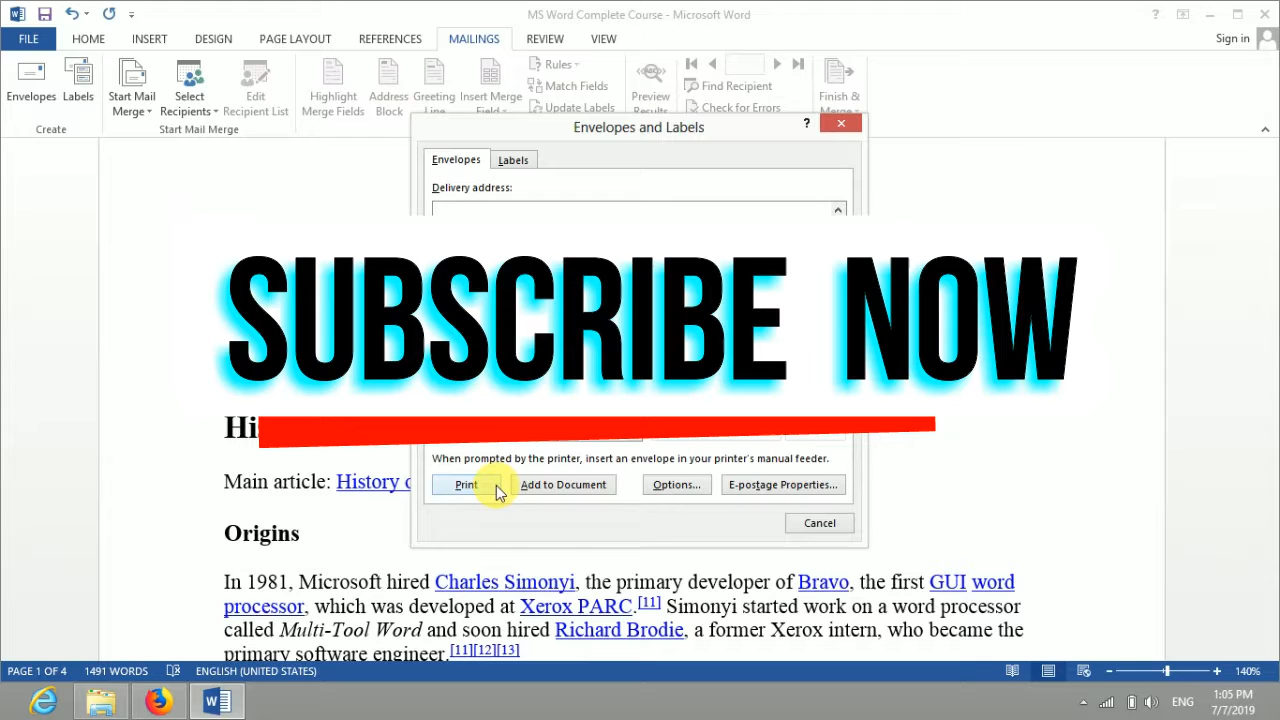 MS Word Complete Course - Microsoft Word
FILE HOME INSERT DESIGN PAGE LAYOUT REFERENCES MAILINGS REVIEW VIEW Sign in
Envelopes Labels
Create
Start Mail Merge
Select Recipients
Edit Recipient List
Start Mail Merge
Highlight Merge Fields
Address Block
Greeting Line
Insert Merge Field
Rules
Match Fields
Update Labels
Preview Results
Find Recipient
Check for Errors
Finish & Merge
Envelopes and Labels
Envelopes Labels
Delivery address:
SUBSCRIBE NOW
When prompted by the printer, insert an envelope in your printer's manual feeder.
Print Add to Document Options... E-postage Properties...
Cancel
Main article: History
Origins
In 1981, Microsoft hired Charles Simonyi, the primary developer of Bravo, the first GUI word
processor, which was developed at Xerox PARC.[11] Simonyi started work on a word processor
called Multi-Tool Word and soon hired Richard Brodie, a former Xerox intern, who became the
primary software engineer.[11][12][13]
PAGE 1 OF 4 1491 WORDS ENGLISH (UNITED STATES) 140%
ENG
1:05 PM
7/7/2019